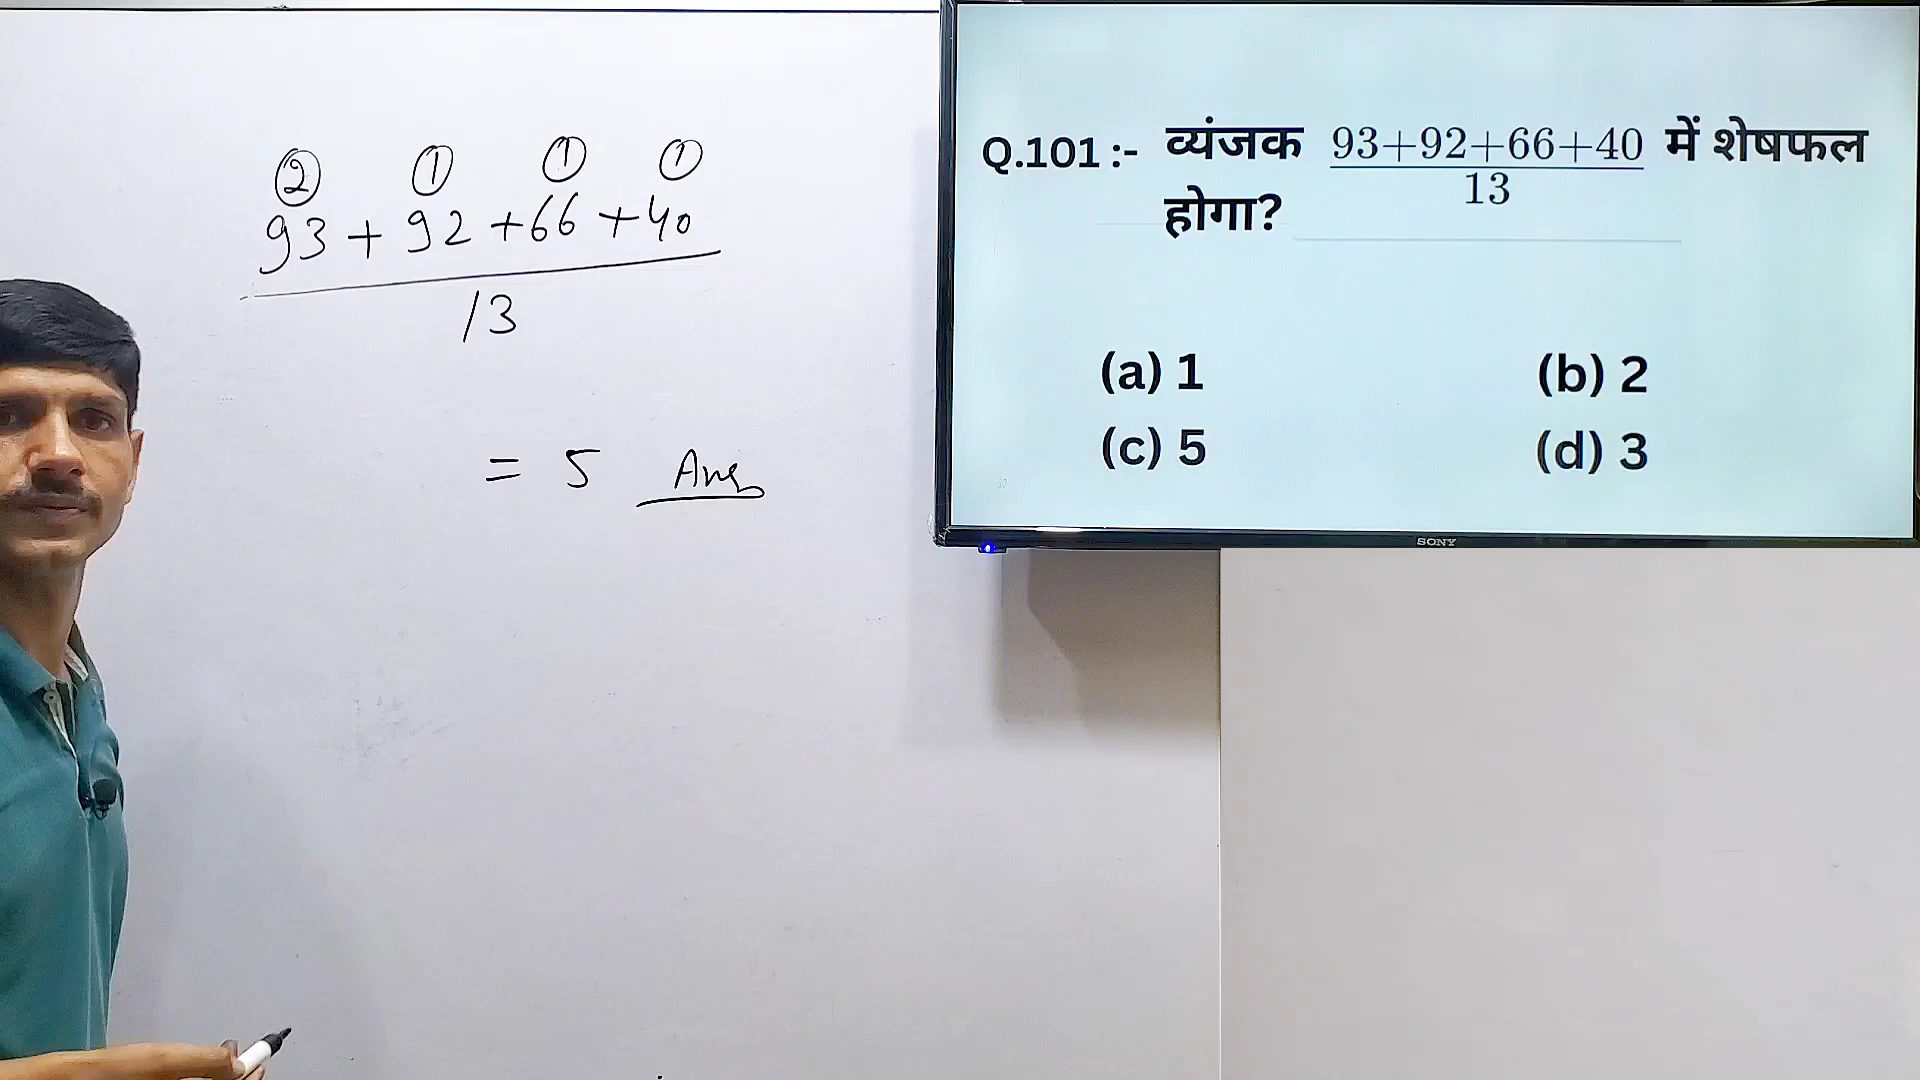 ② ① ① ①
93 + 92 + 66 + 40
13
= 5 Ans
Q.101 :- व्यंजक 93+92+66+40 में शेषफल
13
होगा?
(a) 1 (b) 2
(c) 5 (d) 3
SONY